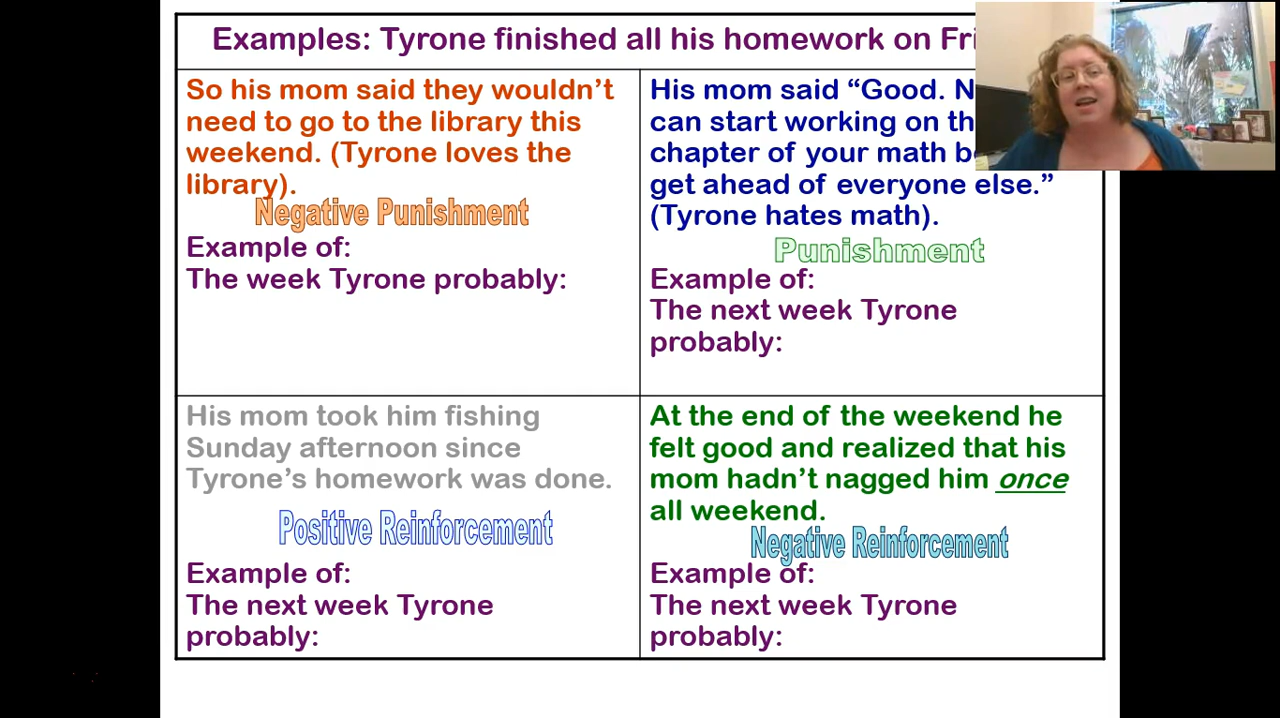 Examples: Tyrone finished all his homework on
So his mom said they wouldn't
need to go to the library this
weekend. (Tyrone loves the
library).
Negative Punishment
Example of:
The week Tyrone probably:
His mom said “Good.
can start working on
chapter of your math
get ahead of everyone else.”
(Tyrone hates math).
Punishment
Example of:
The next week Tyrone
probably:
His mom took him fishing
Sunday afternoon since
Tyrone's homework was done.
Positive Reinforcement
Example of:
The next week Tyrone
probably:
At the end of the weekend he
felt good and realized that his
mom hadn't nagged him once
all weekend.
Negative Reinforcement
Example of:
The next week Tyrone
probably: